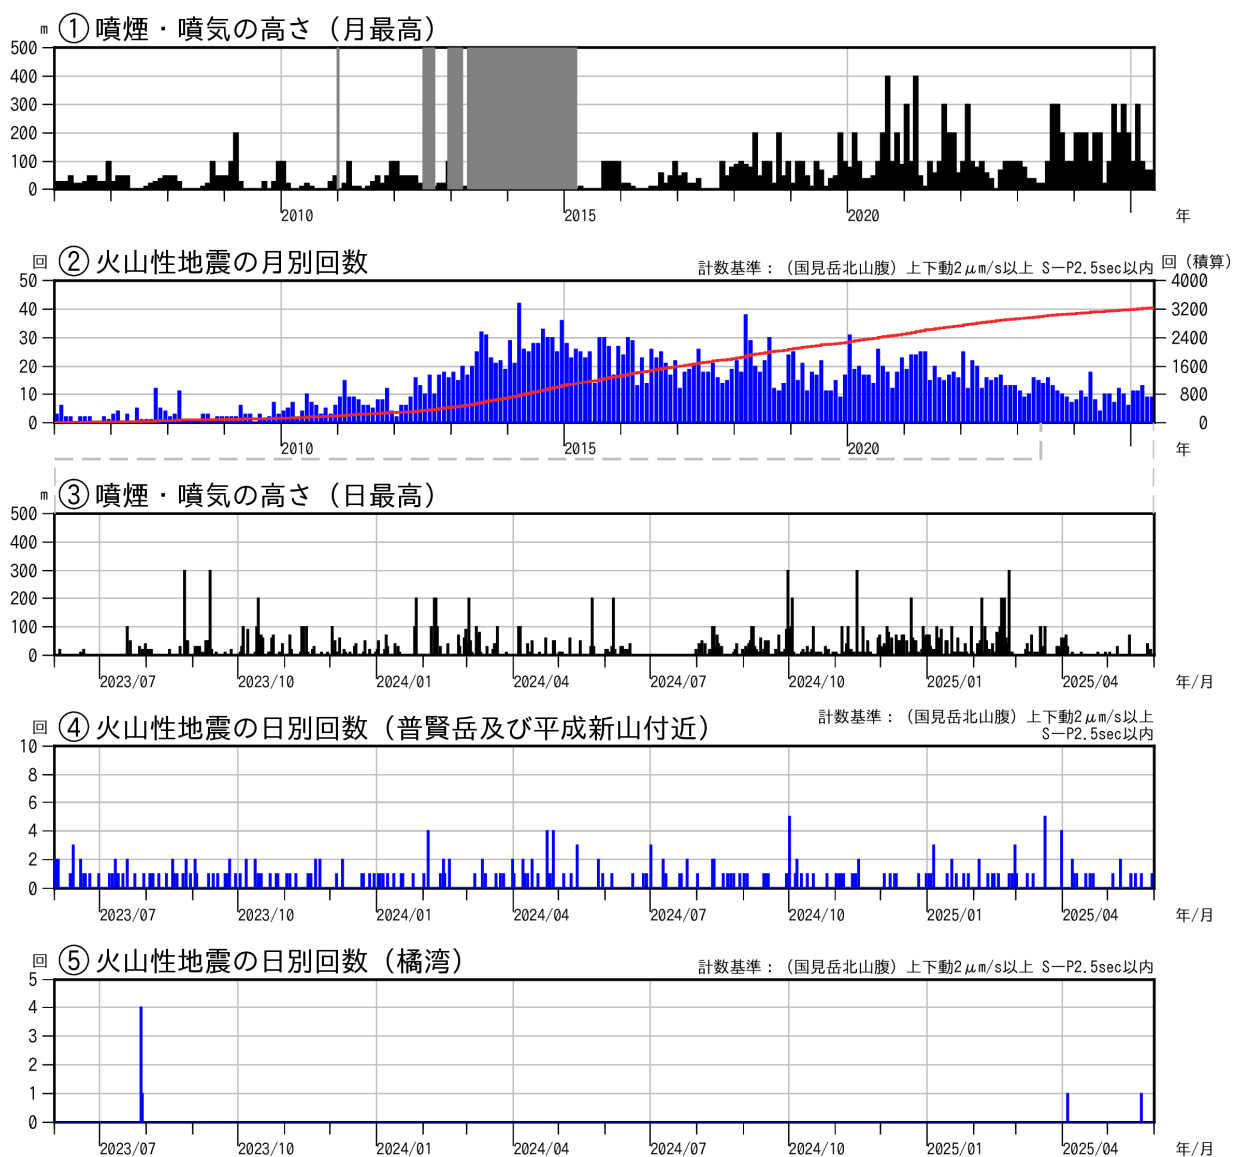 m ①噴煙・噴気の高さ（月最高）
500
400
300
200
100
0
2010 2015 2020 年
回 ②火山性地震の月別回数 計数基準：（国見岳北山腹）上下動2μm/s以上 S－P2.5sec以内 回（積算）
50 4000
40 3200
30 2400
20 1600
10 800
0 0
2010 2015 2020 年
m ③噴煙・噴気の高さ（日最高）
500
400
300
200
100
0
2023/07 2023/10 2024/01 2024/04 2024/07 2024/10 2025/01 2025/04 年/月
回 ④火山性地震の日別回数（普賢岳及び平成新山付近） 計数基準：（国見岳北山腹）上下動2μm/s以上
S－P2.5sec以内
10
8
6
4
2
0
2023/07 2023/10 2024/01 2024/04 2024/07 2024/10 2025/01 2025/04 年/月
回 ⑤火山性地震の日別回数（橘湾） 計数基準：（国見岳北山腹）上下動2μm/s以上 S－P2.5sec以内
5
4
3
2
1
0
2023/07 2023/10 2024/01 2024/04 2024/07 2024/10 2025/01 2025/04 年/月